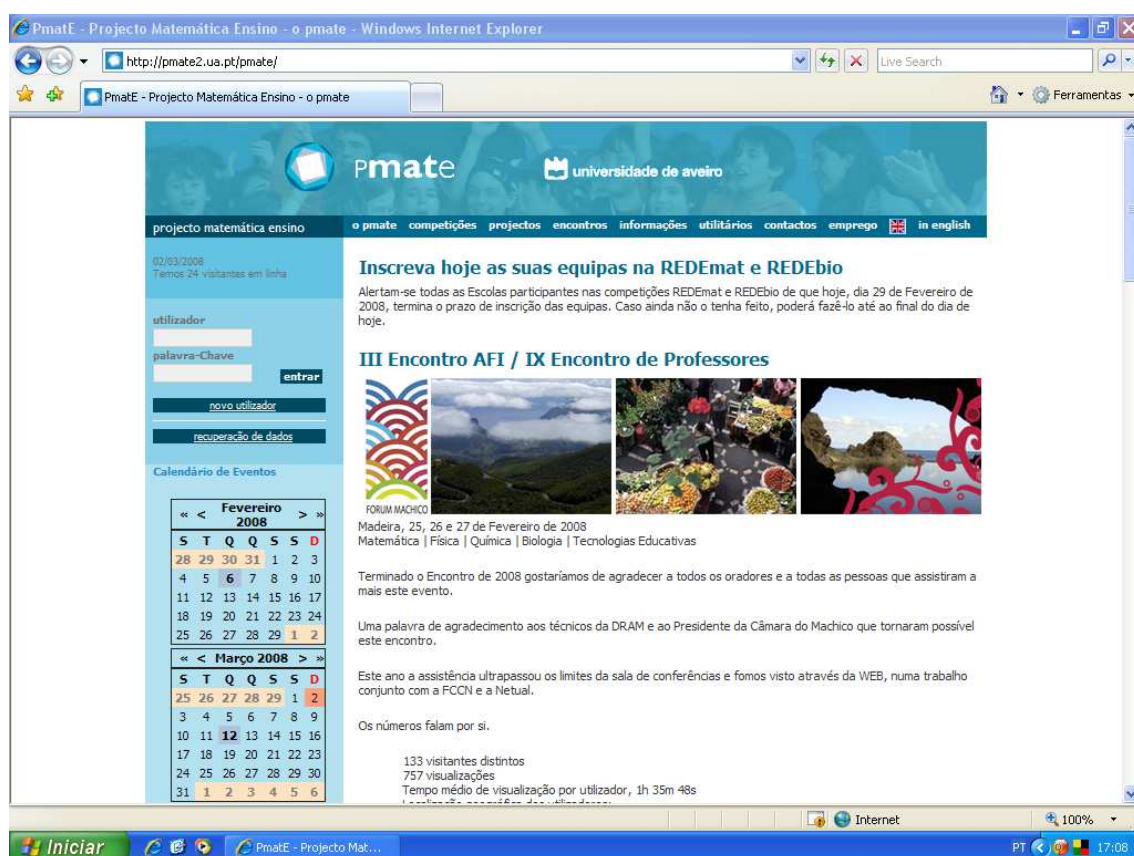 PmatE - Projecto Matemática Ensino - o pmate - Windows Internet Explorer
http://pmate2.ua.pt/pmate/
Live Search
PmatE - Projecto Matemática Ensino - o pmate
Ferramentas
Pmate
universidade de aveiro
projecto matemática ensino
o pmate competições projectos encontros informações utilitários contactos emprego in english
02/03/2008
Temos 24 visitantes em linha
utilizador
palavra-Chave
entrar
novo utilizador
recuperação de dados
Calendário de Eventos
« < Fevereiro 2008 > »
S T Q Q S S D
28 29 30 31 1 2 3
4 5 6 7 8 9 10
11 12 13 14 15 16 17
18 19 20 21 22 23 24
25 26 27 28 29 1 2
« < Março 2008 > »
S T Q Q S S D
25 26 27 28 29 1 2
3 4 5 6 7 8 9
10 11 12 13 14 15 16
17 18 19 20 21 22 23
24 25 26 27 28 29 30
31 1 2 3 4 5 6
Inscreva hoje as suas equipas na REDEmat e REDEbio
Alertam-se todas as Escolas participantes nas competições REDEmat e REDEbio de que hoje, dia 29 de Fevereiro de
2008, termina o prazo de inscrição das equipas. Caso ainda não o tenha feito, poderá fazê-lo até ao final do dia de
hoje.
III Encontro AFI / IX Encontro de Professores
FORUM MACHICO
Madeira, 25, 26 e 27 de Fevereiro de 2008
Matemática | Física | Química | Biologia | Tecnologias Educativas
Terminado o Encontro de 2008 gostaríamos de agradecer a todos os oradores e a todas as pessoas que assistiram a
mais este evento.
Uma palavra de agradecimento aos técnicos da DRAM e ao Presidente da Câmara do Machico que tornaram possível
este encontro.
Este ano a assistência ultrapassou os limites da sala de conferências e fomos visto através da WEB, numa trabalho
conjunto com a FCCN e a Netual.
Os números falam por si.
133 visitantes distintos
757 visualizações
Tempo médio de visualização por utilizador, 1h 35m 48s
Internet
100%
Iniciar
PmatE - Projecto Mat...
PT
17:08